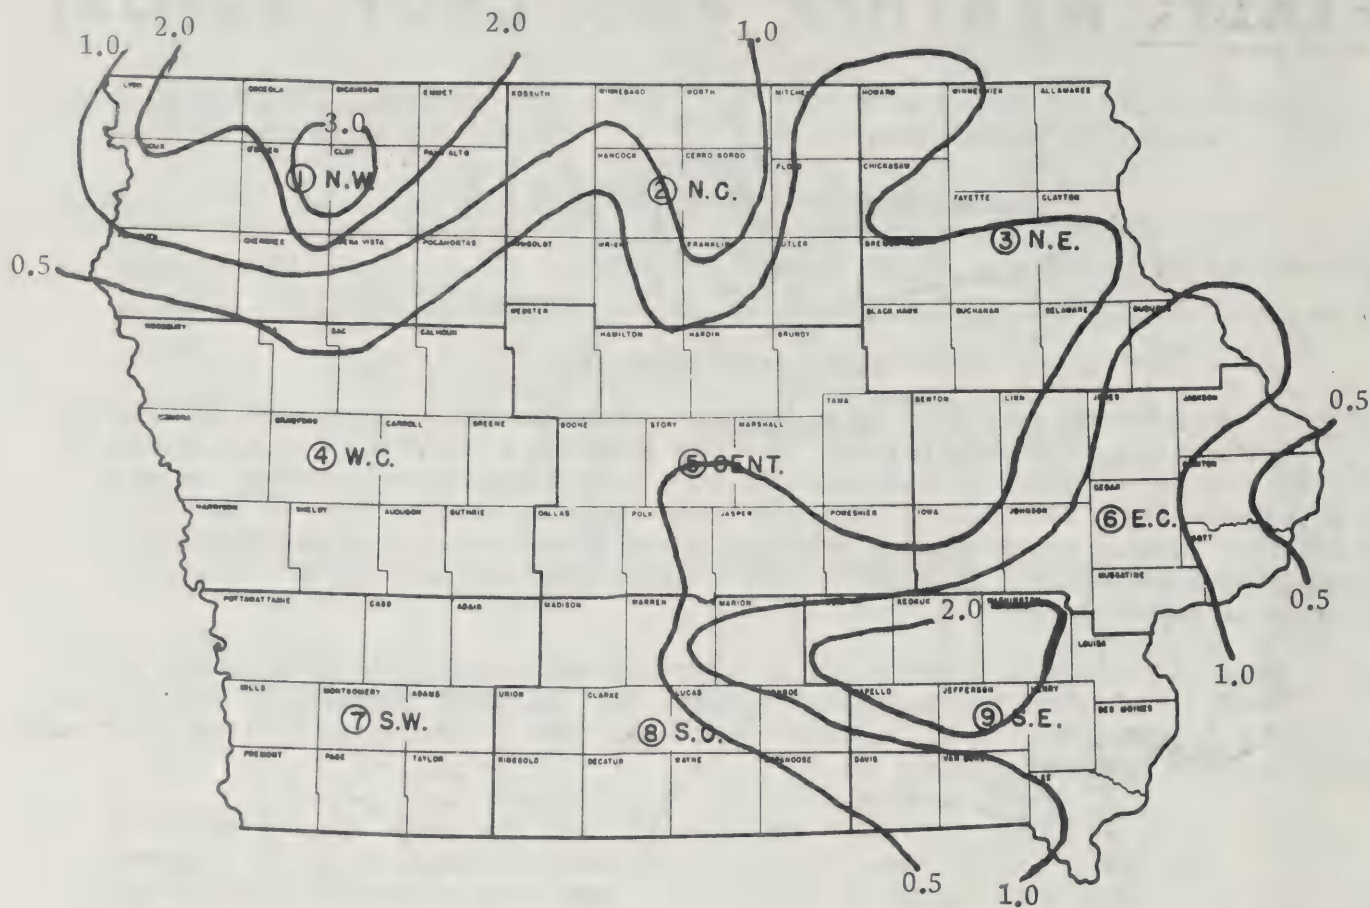 2.0 2.0 1.0
1.0
LYON OSCEOLA DICKINSON EMMET KOSSUTH WINNEBAGO WORTH MITCHELL HOWARD WINNESHIEK ALLAMAKEE
3.0
CLAY PALO ALTO HANCOCK CERRO GORDO FLOYD CHICKASAW
① N.W. ② N.C. FAYETTE CLAYTON
③ N.E.
CHEROKEE BUENA VISTA POCAHONTAS HUMBOLDT WRIGHT FRANKLIN
0.5
WOODBURY SAC CALHOUN WEBSTER HAMILTON HARDIN GRUNDY BLACK HAWK BUCHANAN DELAWARE DUBUQUE
TAMA BENTON LINN JONES JACKSON
0.5
CRAWFORD CARROLL GREENE BOONE STORY MARSHALL
④ W.C. ⑤ CENT. CLINTON
CEDAR
HARRISON SHELBY AUDUBON GUTHRIE DALLAS POLK JASPER POWESHIEK IOWA JOHNSON
⑥ E.C.
MUSCATINE
0.5
POTTAWATTAMIE CASS ADAIR MADISON WARREN MARION KEOKUK WASHINGTON
2.0
LOUISA
1.0
MILLS MONTGOMERY ADAMS UNION CLARKE LUCAS MONROE WAPELLO JEFFERSON HENRY
DES MOINES
⑦ S.W. ⑧ S.C. ⑨ S.E.
FREMONT PAGE TAYLOR RINGGOLD DECATUR WAYNE DAVIS VAN BUREN
LEE
0.5 1.0